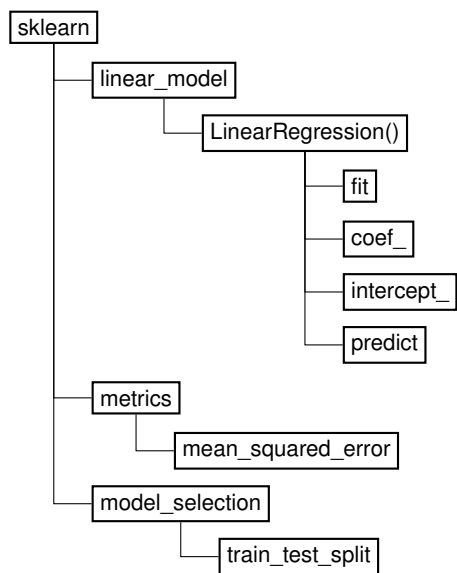 sklearn
linear_model
LinearRegression()
fit
coef_
intercept_
predict
metrics
mean_squared_error
model_selection
train_test_split